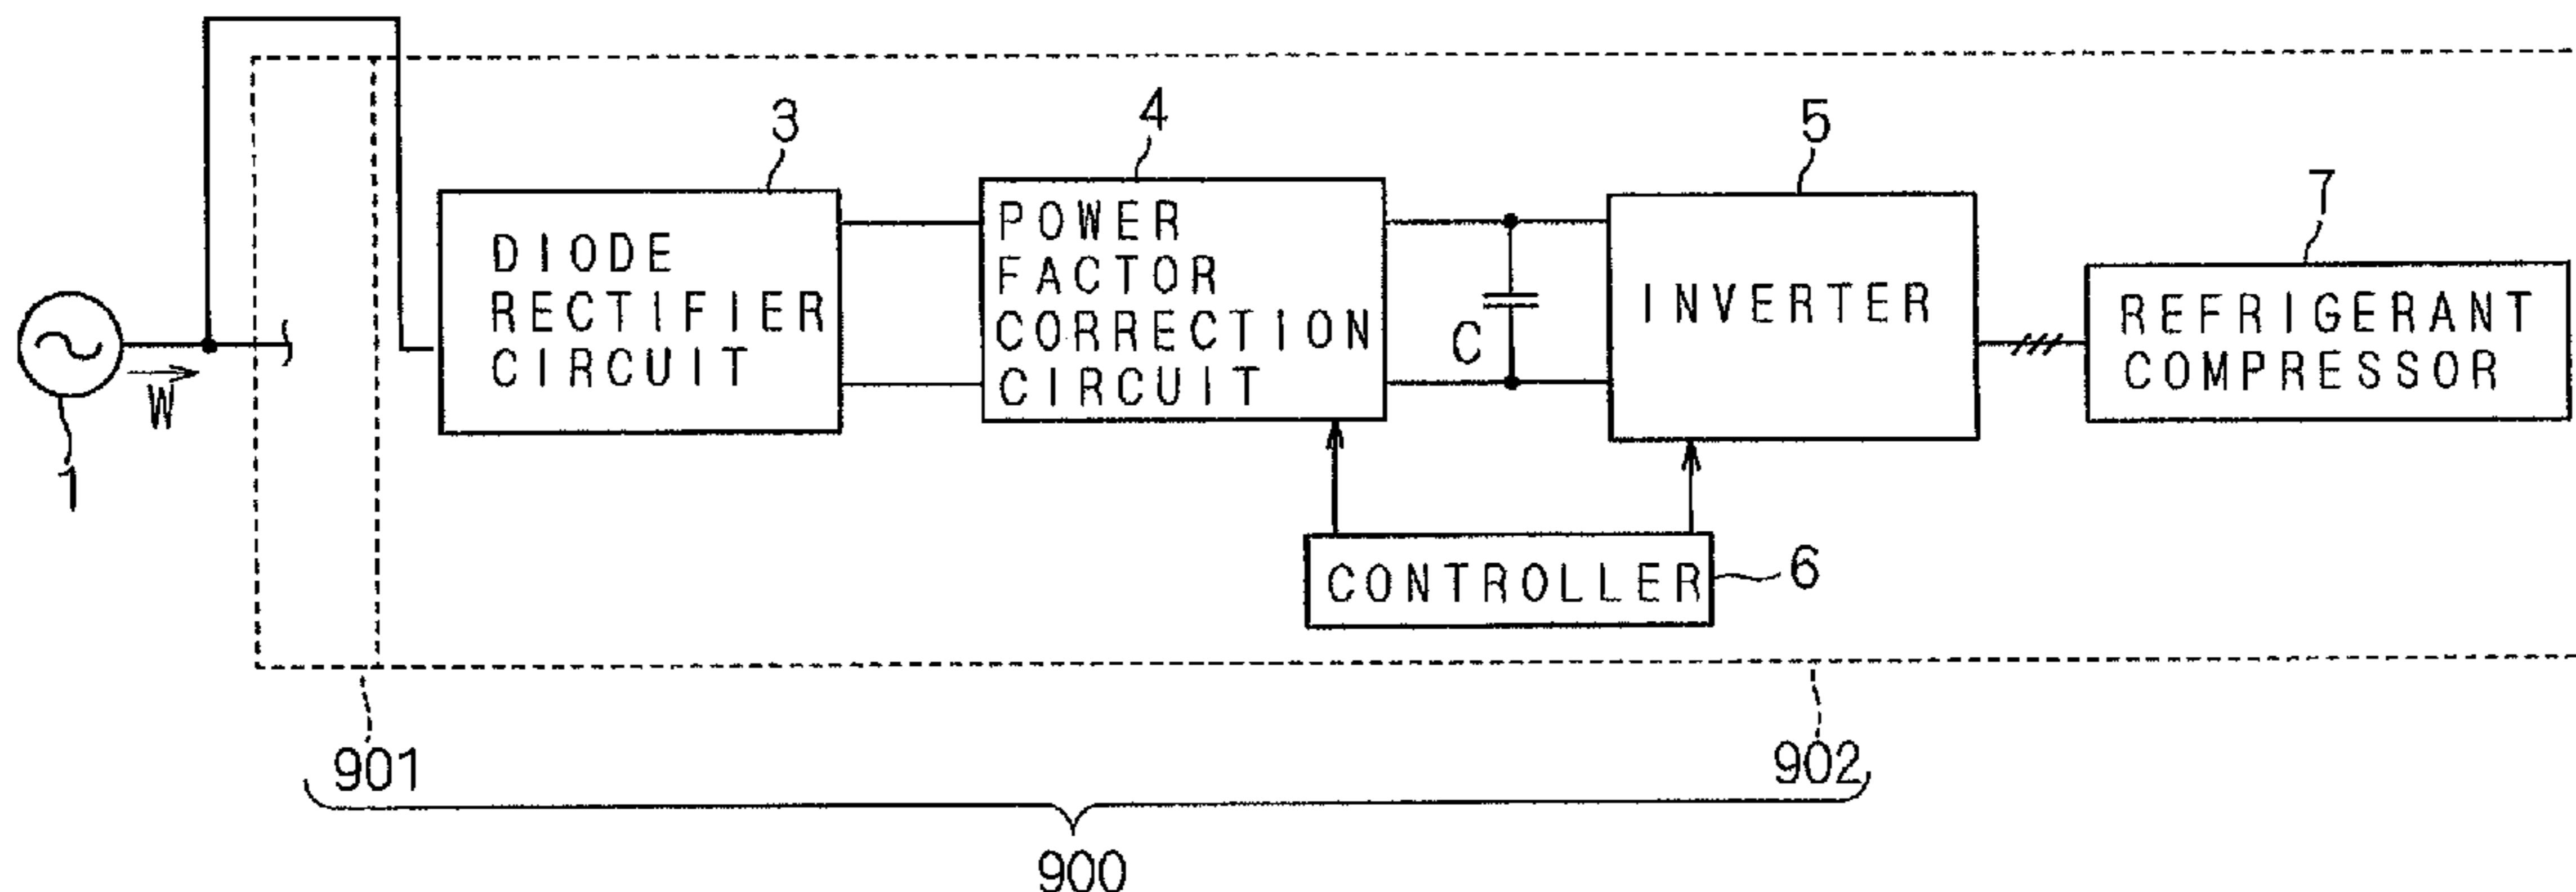 3
4
5
7
DIODE
RECTIFIER
CIRCUIT
POWER
FACTOR
CORRECTION
CIRCUIT
C
INVERTER
REFRIGERANT
COMPRESSOR
W
1
CONTROLLER
6
901
902
900